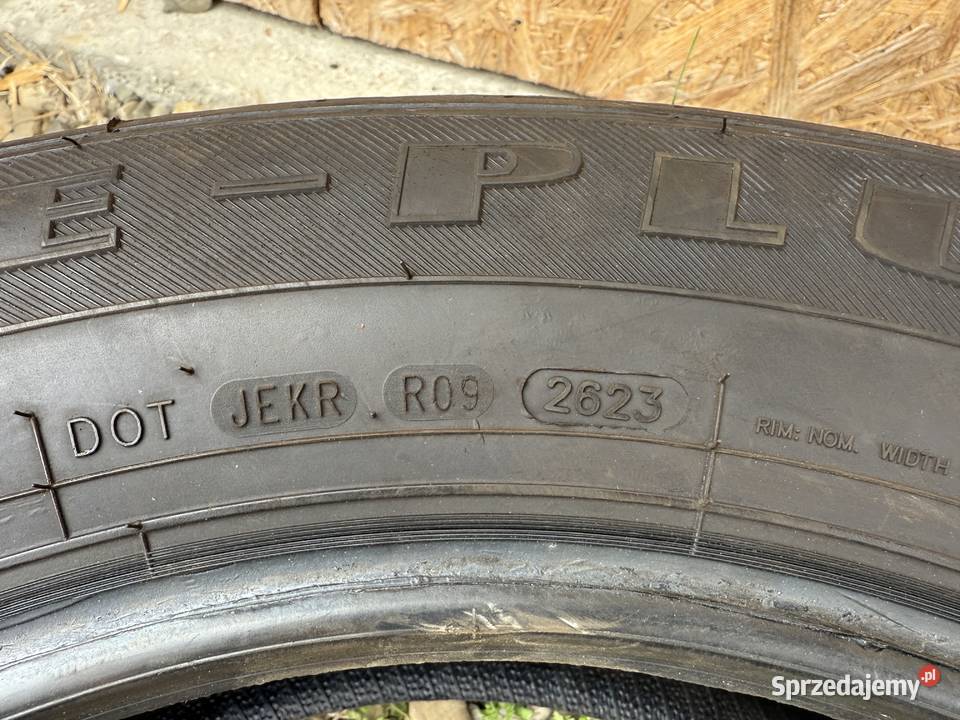 E-PLU
DOT JEKR R09 2623 RIM: NOM. WIDTH
Sprzedajemy.pl